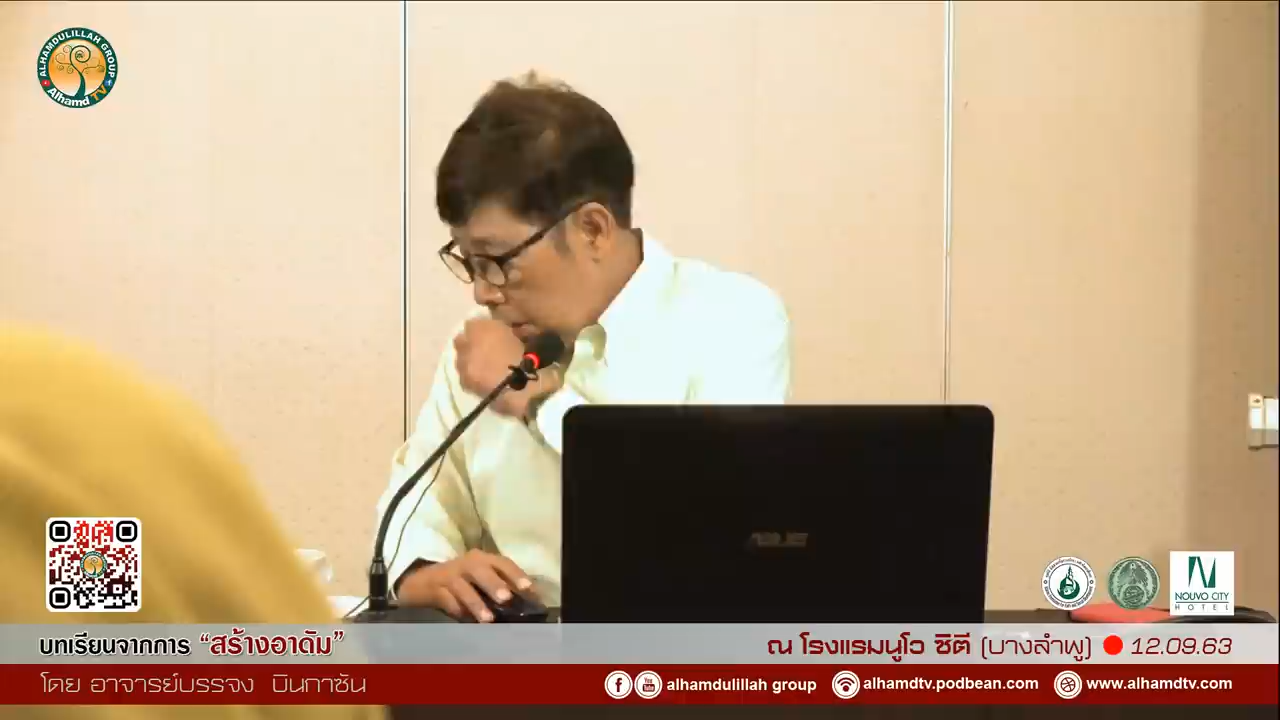 ALHAMDULILLAH GROUP
Alhamd TV
NOUVO CITY
HOTEL
บทเรียนจากการ “สร้างอาดัม”
ณ โรงแรมนูโว ซิตี (บางลำพู) 12.09.63
โดย อาจารย์บรรจง บินกาซัน
alhamdulillah group alhamdtv.podbean.com www.alhamdtv.com